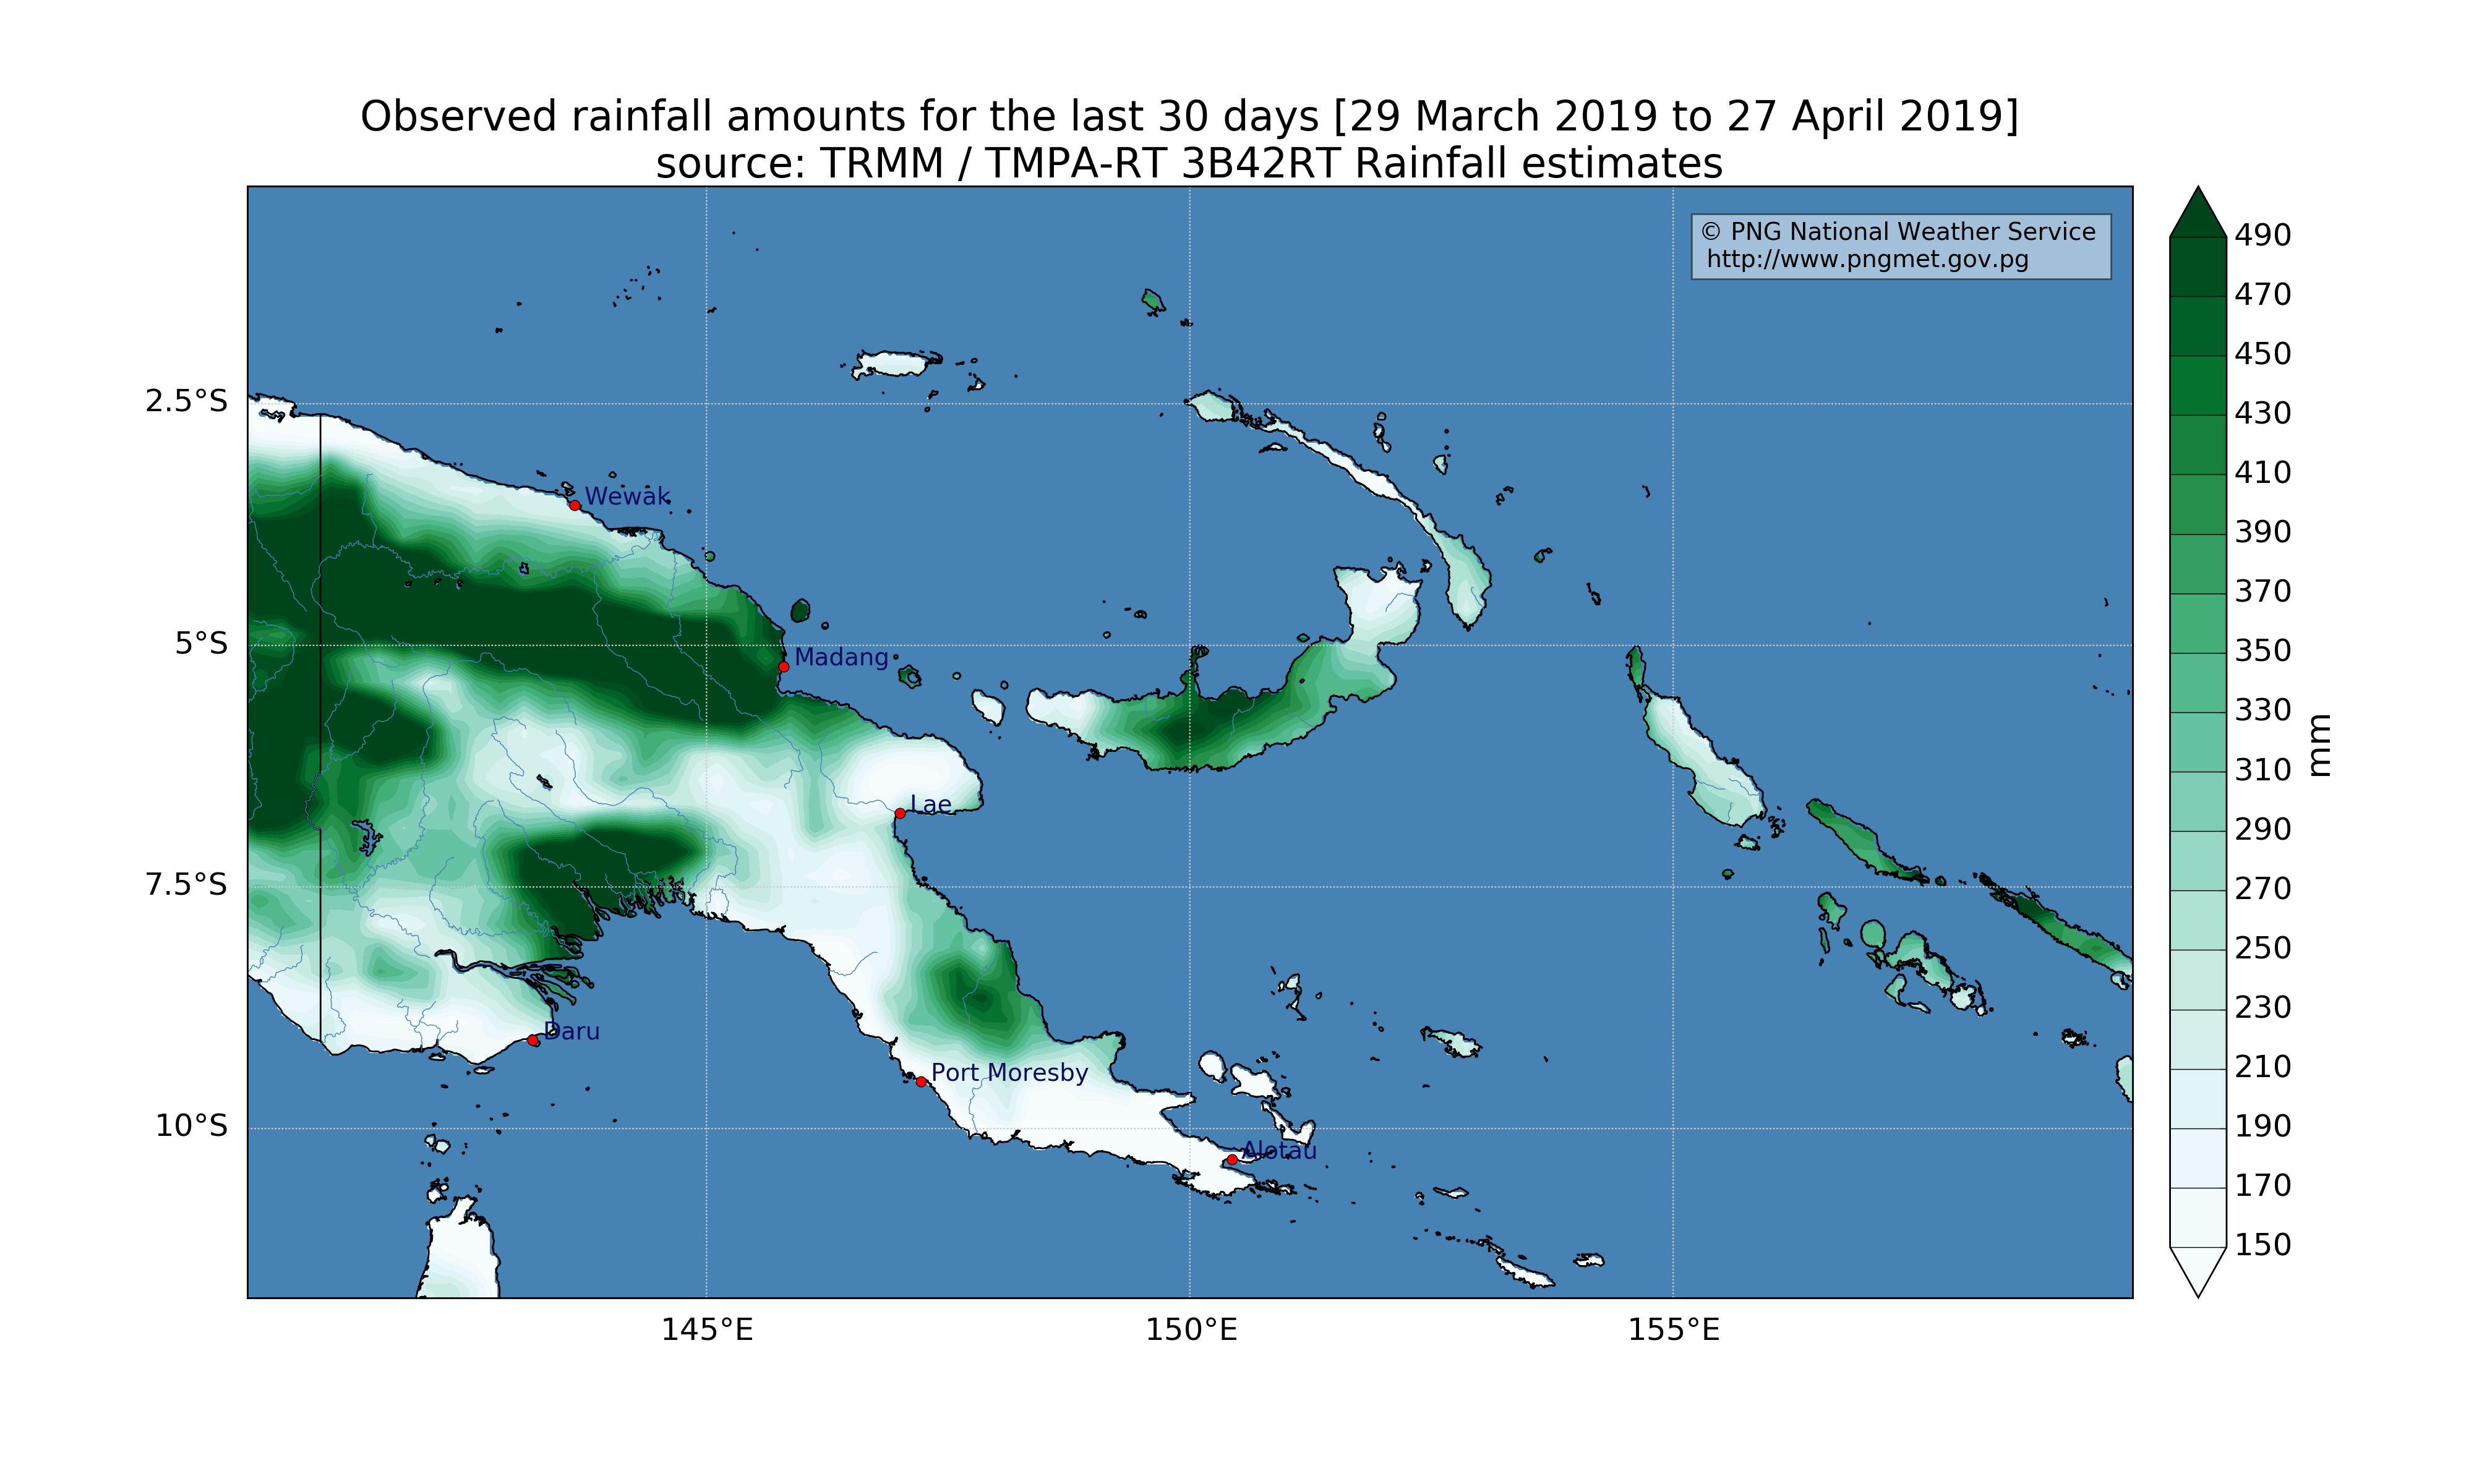 Observed rainfall amounts for the last 30 days [29 March 2019 to 27 April 2019]
source: TRMM / TMPA-RT 3B42RT Rainfall estimates
© PNG National Weather Service
http://www.pngmet.gov.pg
490
470
450
430
410
390
370
350
330
310
290
270
250
230
210
190
170
150
mm
2.5°S
5°S
7.5°S
10°S
Wewak
Madang
Lae
Daru
Port Moresby
Alotau
145°E
150°E
155°E